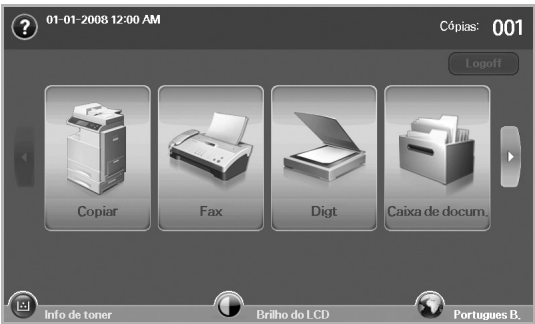 ? 01-01-2008 12:00 AM Cópias: 001
Logoff
Copiar Fax Digt Caixa de docum.
Info de toner Brilho do LCD Portugues B.